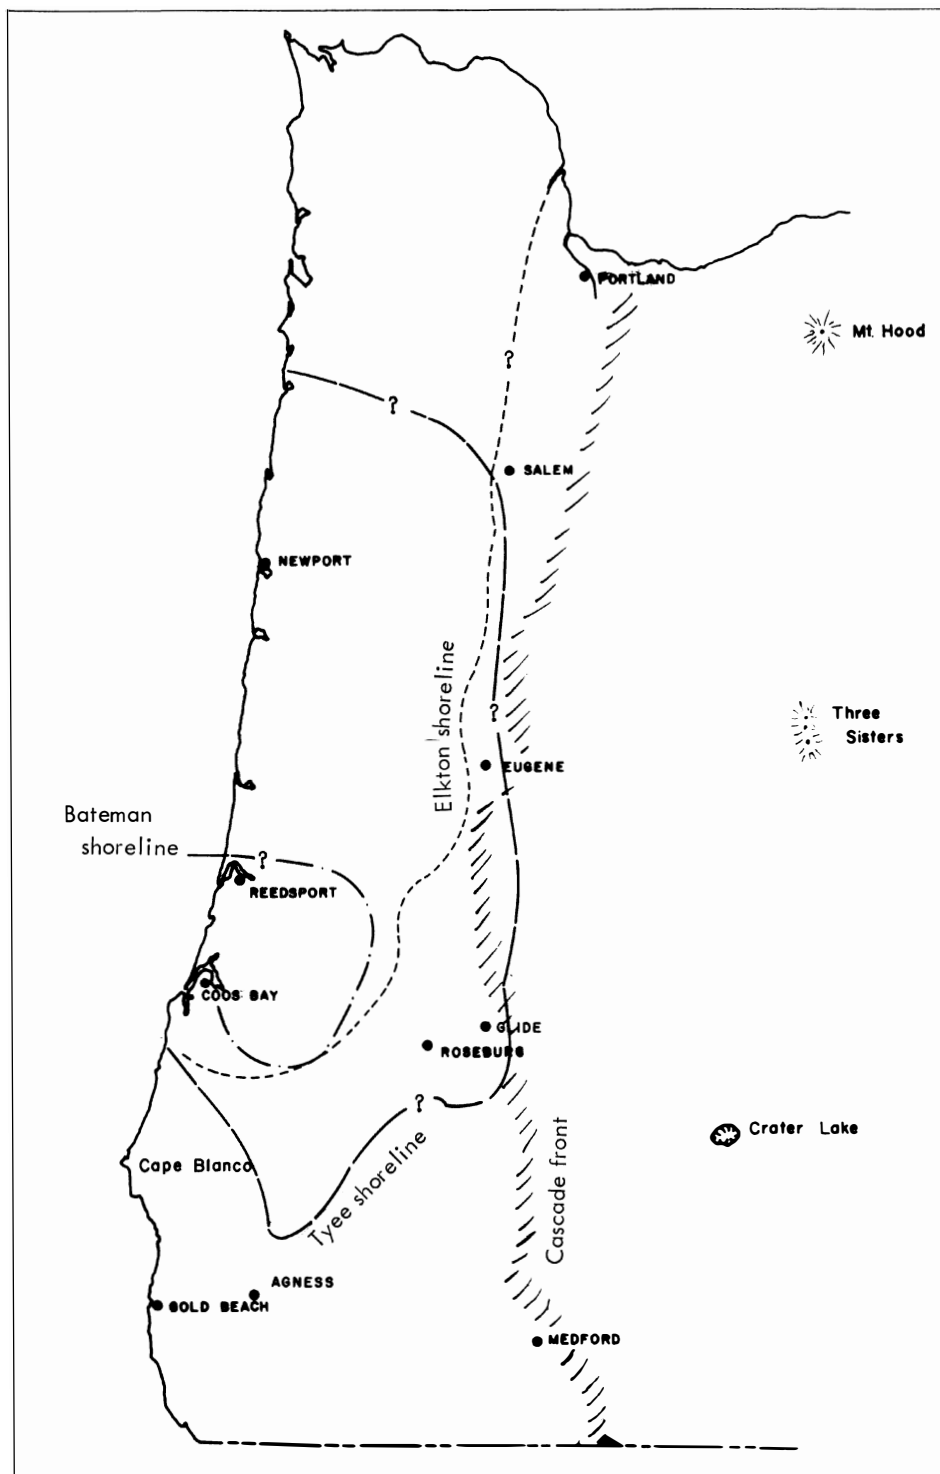 PORTLAND
Mt. Hood
?
?
SALEM
NEWPORT
Elkton shoreline
?
Three
Sisters
EUGENE
Bateman
shoreline
?
REEDSPORT
COOS BAY
GLIDE
ROSEBURG
?
Crater Lake
Cape Blanco
Tyee shoreline
Cascade front
AGNESS
GOLD BEACH
MEDFORD